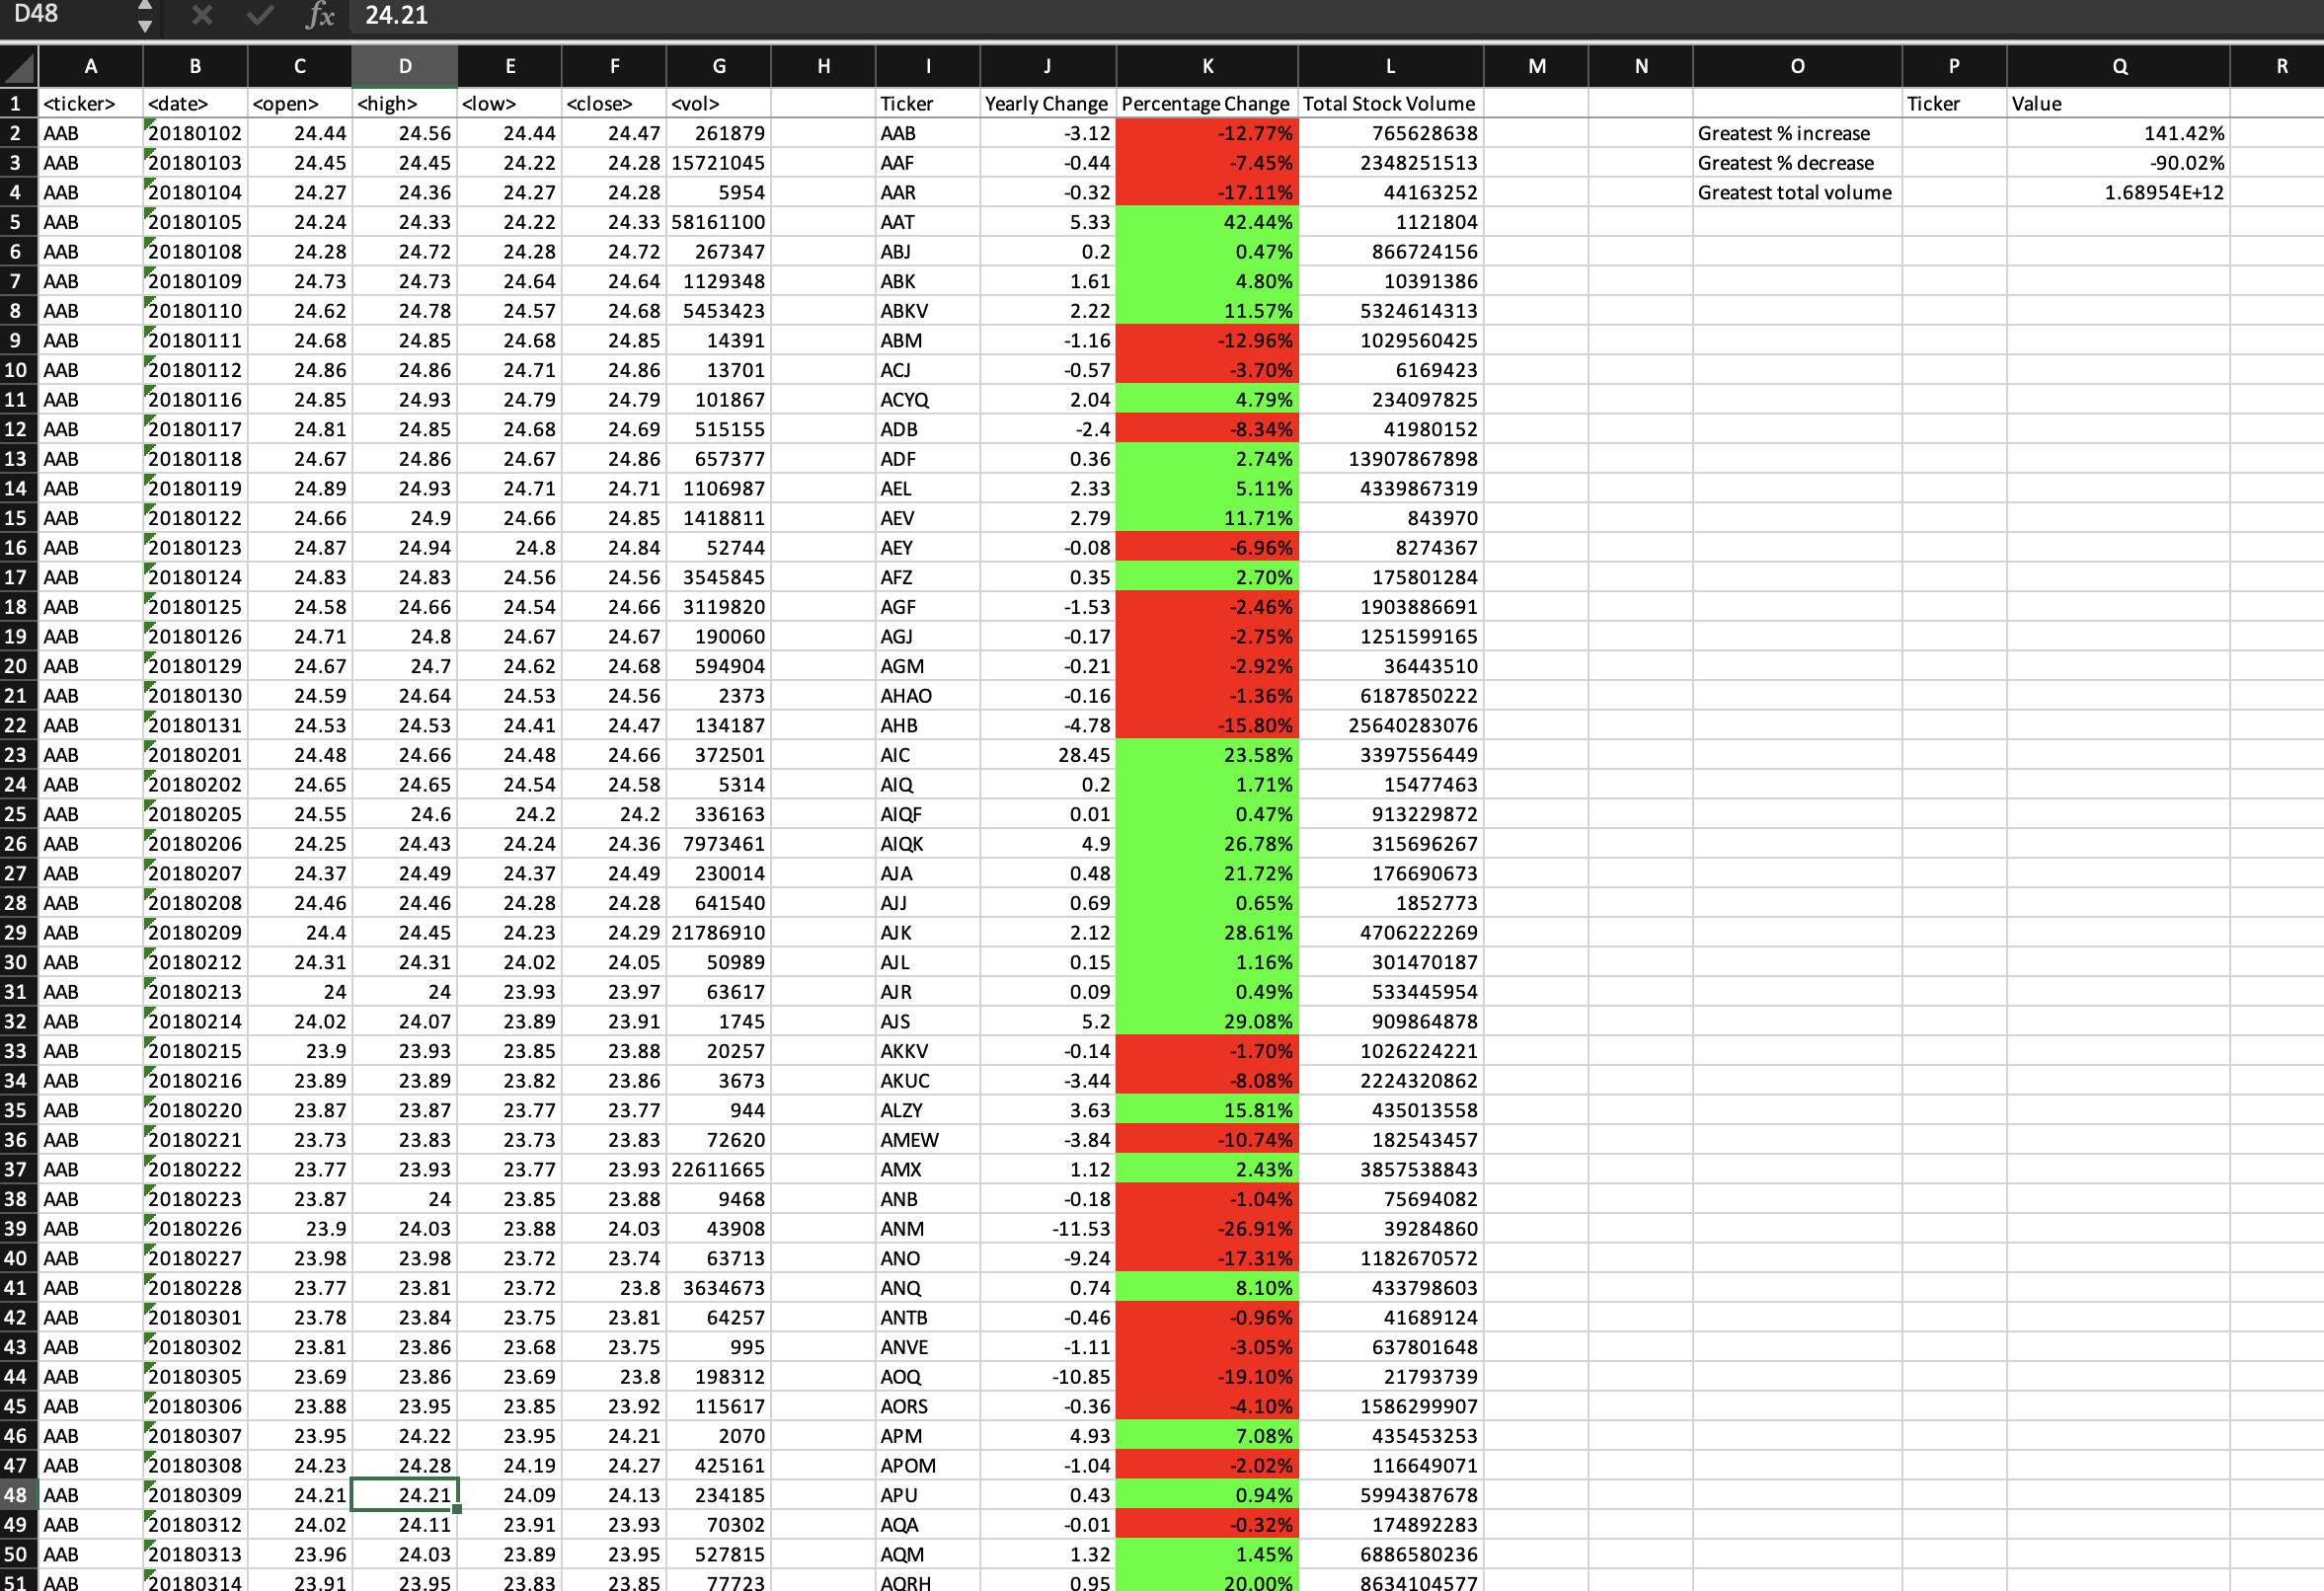 D48 fx 24.21
A B C D E F G H I J K L M N O P Q R
1 <ticker> <date> <open> <high> <low> <close> <vol> Ticker Yearly Change Percentage Change Total Stock Volume Ticker Value
2 AAB 20180102 24.44 24.56 24.44 24.47 261879 AAB -3.12 -12.77% 765628638 Greatest % increase 141.42%
3 AAB 20180103 24.45 24.45 24.22 24.28 15721045 AAF -0.44 -7.45% 2348251513 Greatest % decrease -90.02%
4 AAB 20180104 24.27 24.36 24.27 24.28 5954 AAR -0.32 -17.11% 44163252 Greatest total volume 1.68954E+12
5 AAB 20180105 24.24 24.33 24.22 24.33 58161100 AAT 5.33 42.44% 1121804
6 AAB 20180108 24.28 24.72 24.28 24.72 267347 ABJ 0.2 0.47% 866724156
7 AAB 20180109 24.73 24.73 24.64 24.64 1129348 ABK 1.61 4.80% 10391386
8 AAB 20180110 24.62 24.78 24.57 24.68 5453423 ABKV 2.22 11.57% 5324614313
9 AAB 20180111 24.68 24.85 24.68 24.85 14391 ABM -1.16 -12.96% 1029560425
10 AAB 20180112 24.86 24.86 24.71 24.86 13701 ACJ -0.57 -3.70% 6169423
11 AAB 20180116 24.85 24.93 24.79 24.79 101867 ACYQ 2.04 4.79% 234097825
12 AAB 20180117 24.81 24.85 24.68 24.69 515155 ADB -2.4 -8.34% 41980152
13 AAB 20180118 24.67 24.86 24.67 24.86 657377 ADF 0.36 2.74% 13907867898
14 AAB 20180119 24.89 24.93 24.71 24.71 1106987 AEL 2.33 5.11% 4339867319
15 AAB 20180122 24.66 24.9 24.66 24.85 1418811 AEV 2.79 11.71% 843970
16 AAB 20180123 24.87 24.94 24.8 24.84 52744 AEY -0.08 -6.96% 8274367
17 AAB 20180124 24.83 24.83 24.56 24.56 3545845 AFZ 0.35 2.70% 175801284
18 AAB 20180125 24.58 24.66 24.54 24.66 3119820 AGF -1.53 -2.46% 1903886691
19 AAB 20180126 24.71 24.8 24.67 24.67 190060 AGJ -0.17 -2.75% 1251599165
20 AAB 20180129 24.67 24.7 24.62 24.68 594904 AGM -0.21 -2.92% 36443510
21 AAB 20180130 24.59 24.64 24.53 24.56 2373 AHAO -0.16 -1.36% 6187850222
22 AAB 20180131 24.53 24.53 24.41 24.47 134187 AHB -4.78 -15.80% 25640283076
23 AAB 20180201 24.48 24.66 24.48 24.66 372501 AIC 28.45 23.58% 3397556449
24 AAB 20180202 24.65 24.65 24.54 24.58 5314 AIQ 0.2 1.71% 15477463
25 AAB 20180205 24.55 24.6 24.2 24.2 336163 AIQF 0.01 0.47% 913229872
26 AAB 20180206 24.25 24.43 24.24 24.36 7973461 AIQK 4.9 26.78% 315696267
27 AAB 20180207 24.37 24.49 24.37 24.49 230014 AJA 0.48 21.72% 176690673
28 AAB 20180208 24.46 24.46 24.28 24.28 641540 AJJ 0.69 0.65% 1852773
29 AAB 20180209 24.4 24.45 24.23 24.29 21786910 AJK 2.12 28.61% 4706222269
30 AAB 20180212 24.31 24.31 24.02 24.05 50989 AJL 0.15 1.16% 301470187
31 AAB 20180213 24 24 23.93 23.97 63617 AJR 0.09 0.49% 533445954
32 AAB 20180214 24.02 24.07 23.89 23.91 1745 AJS 5.2 29.08% 909864878
33 AAB 20180215 23.9 23.93 23.85 23.88 20257 AKKV -0.14 -1.70% 1026224221
34 AAB 20180216 23.89 23.89 23.82 23.86 3673 AKUC -3.44 -8.08% 2224320862
35 AAB 20180220 23.87 23.87 23.77 23.77 944 ALZY 3.63 15.81% 435013558
36 AAB 20180221 23.73 23.83 23.73 23.83 72620 AMEW -3.84 -10.74% 182543457
37 AAB 20180222 23.77 23.93 23.77 23.93 22611665 AMX 1.12 2.43% 3857538843
38 AAB 20180223 23.87 24 23.85 23.88 9468 ANB -0.18 -1.04% 75694082
39 AAB 20180226 23.9 24.03 23.88 24.03 43908 ANM -11.53 -26.91% 39284860
40 AAB 20180227 23.98 23.98 23.72 23.74 63713 ANO -9.24 -17.31% 1182670572
41 AAB 20180228 23.77 23.81 23.72 23.8 3634673 ANQ 0.74 8.10% 433798603
42 AAB 20180301 23.78 23.84 23.75 23.81 64257 ANTB -0.46 -0.96% 41689124
43 AAB 20180302 23.81 23.86 23.68 23.75 995 ANVE -1.11 -3.05% 637801648
44 AAB 20180305 23.69 23.86 23.69 23.8 198312 AOQ -10.85 -19.10% 21793739
45 AAB 20180306 23.88 23.95 23.85 23.92 115617 AORS -0.36 -4.10% 1586299907
46 AAB 20180307 23.95 24.22 23.95 24.21 2070 APM 4.93 7.08% 435453253
47 AAB 20180308 24.23 24.28 24.19 24.27 425161 APOM -1.04 -2.02% 116649071
48 AAB 20180309 24.21 24.21 24.09 24.13 234185 APU 0.43 0.94% 5994387678
49 AAB 20180312 24.02 24.11 23.91 23.93 70302 AQA -0.01 -0.32% 174892283
50 AAB 20180313 23.96 24.03 23.89 23.95 527815 AQM 1.32 1.45% 6886580236
51 AAB 20180314 23.91 23.95 23.83 23.85 77723 AQRH 0.95 20.00% 8634104577